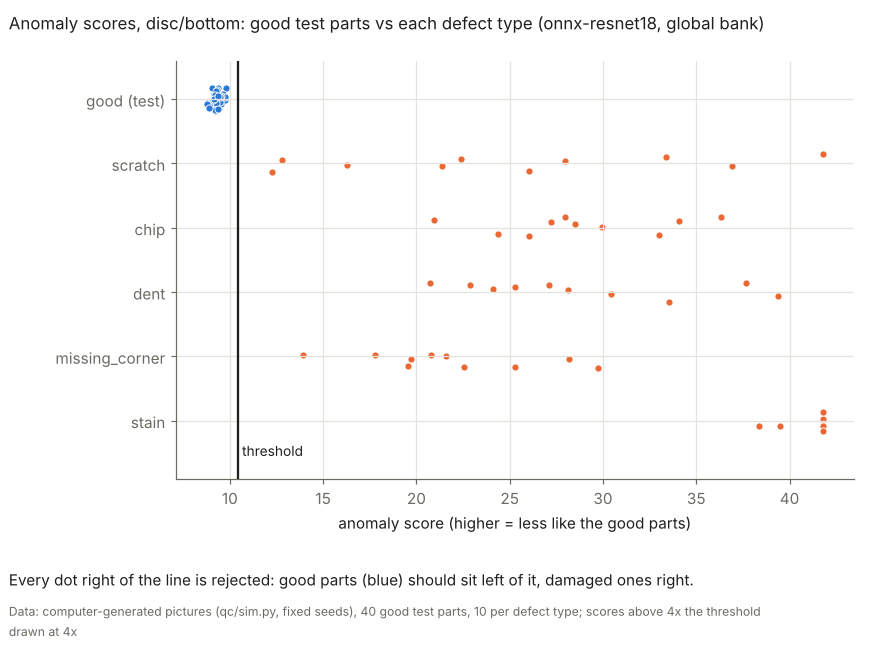 Anomaly scores, disc/bottom: good test parts vs each defect type (onnx-resnet18, global bank)
good (test)
scratch
chip
dent
missing_corner
stain
threshold
10 15 20 25 30 35 40
anomaly score (higher = less like the good parts)
Every dot right of the line is rejected: good parts (blue) should sit left of it, damaged ones right.
Data: computer-generated pictures (qc/sim.py, fixed seeds), 40 good test parts, 10 per defect type; scores above 4x the threshold
drawn at 4x